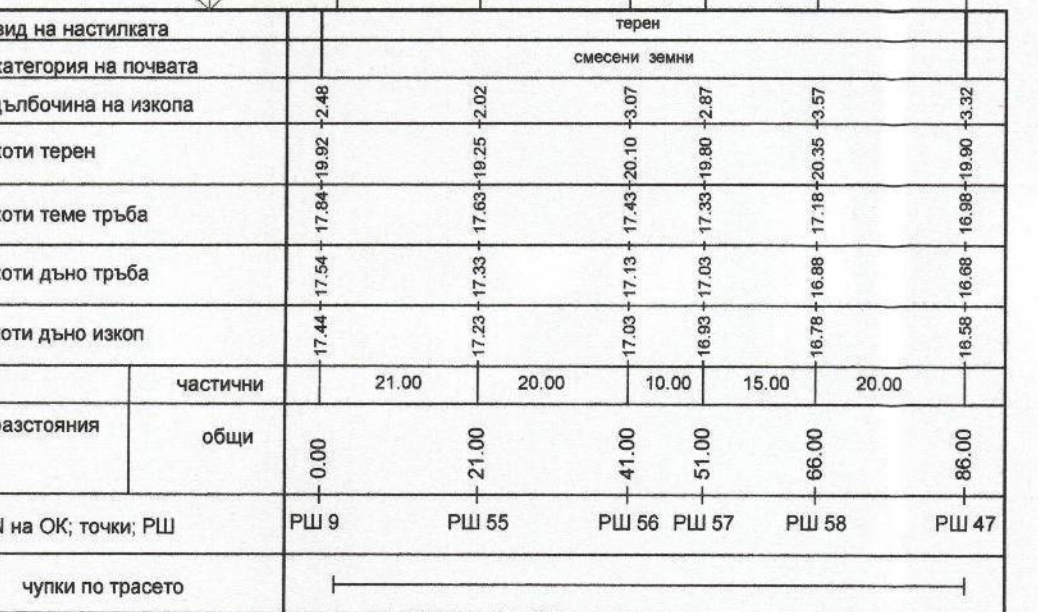 вид на настилката терен
категория на почвата смесени земни
дълбочина на изкопа 2.48 2.02 3.07 2.87 3.57 3.32
коти терен 19.92 19.25 20.10 19.80 20.35 19.90
коти теме тръба 17.84 17.63 17.43 17.33 17.18 16.98
коти дъно тръба 17.54 17.33 17.13 17.03 16.88 16.68
коти дъно изкоп 17.44 17.23 17.03 16.93 16.78 16.58
частични 21.00 20.00 10.00 15.00 20.00
разстояния
общи 0.00 21.00 41.00 51.00 66.00 86.00
N на ОК; точки; РШ РШ 9 РШ 55 РШ 56 РШ 57 РШ 58 РШ 47
чупки по трасето